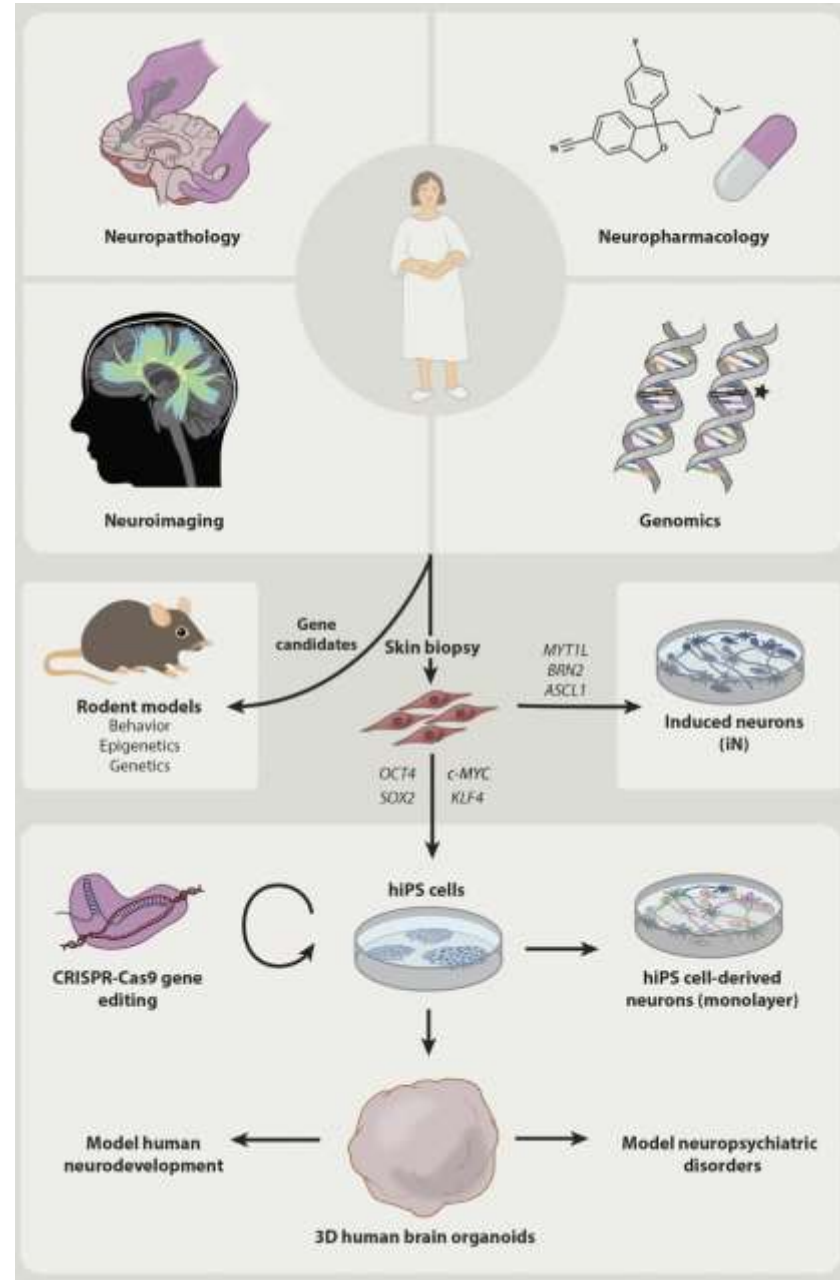 F
N
N
O
Neuropathology
Neuropharmacology
Neuroimaging
Genomics
Gene
candidates
Skin biopsy
MYT1L
BRN2
ASCL1
Rodent models
Behavior
Epigenetics
Genetics
Induced neurons
(iN)
OCT4 c-MYC
SOX2 KLF4
hiPS cells
CRISPR-Cas9 gene
editing
hiPS cell-derived
neurons (monolayer)
Model human
neurodevelopment
Model neuropsychiatric
disorders
3D human brain organoids